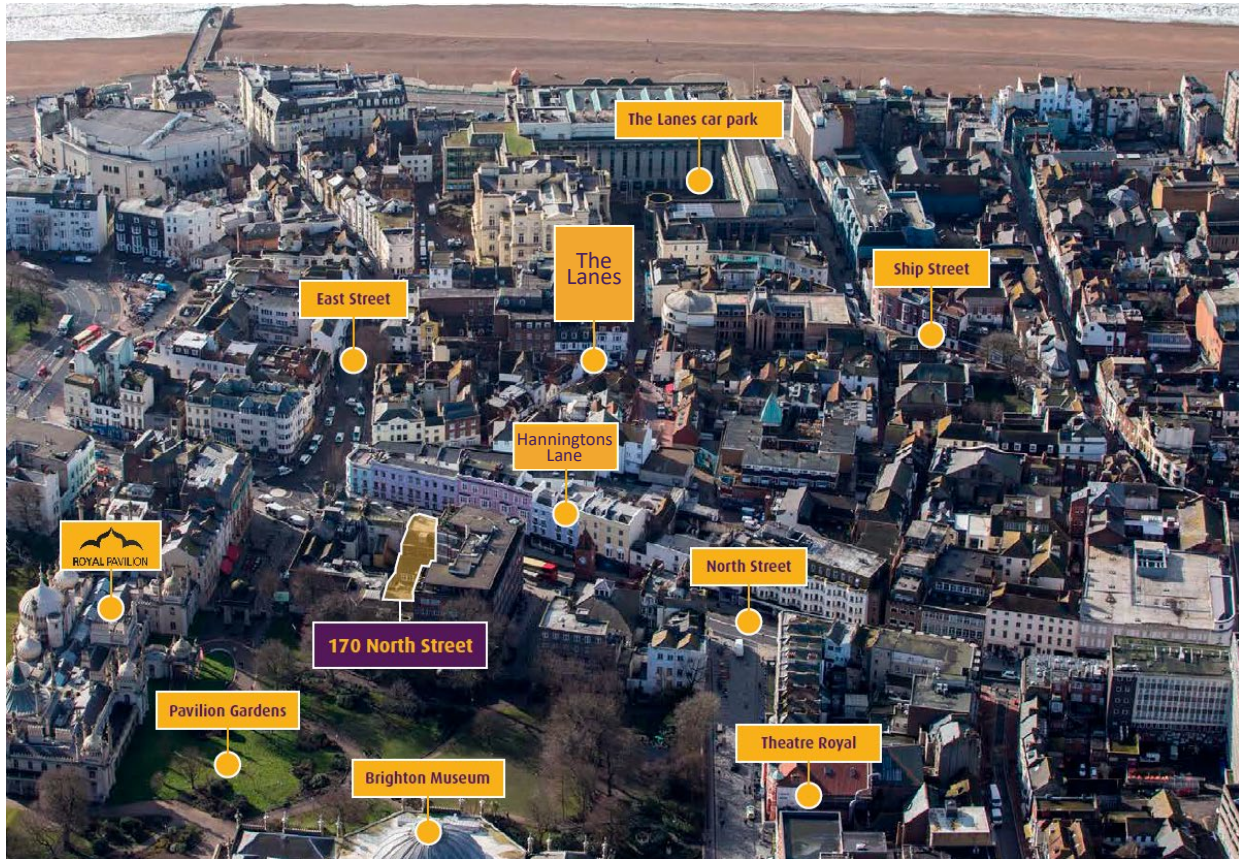 The Lanes car park
The
Lanes
Ship Street
East Street
Hanningtons
Lane
ROYAL PAVILION
North Street
170 North Street
Pavilion Gardens
Theatre Royal
Brighton Museum